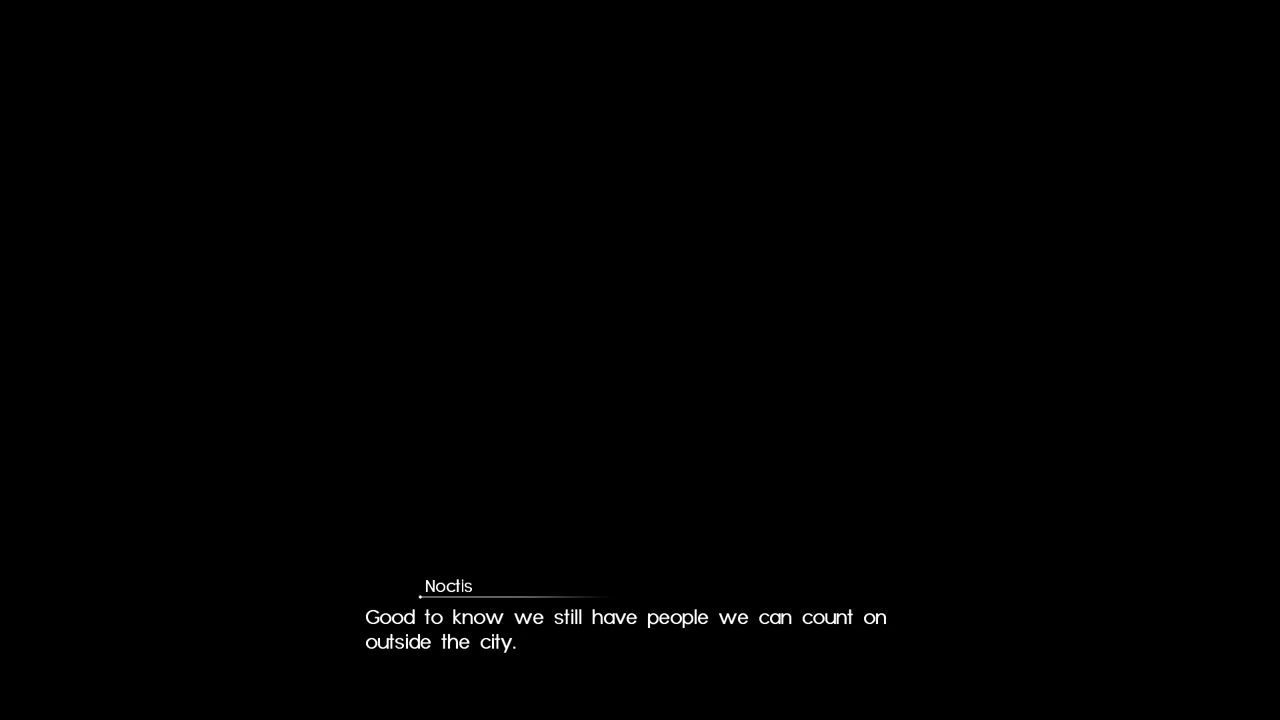 Noctis
Good to know we still have people we can count on
outside the city.